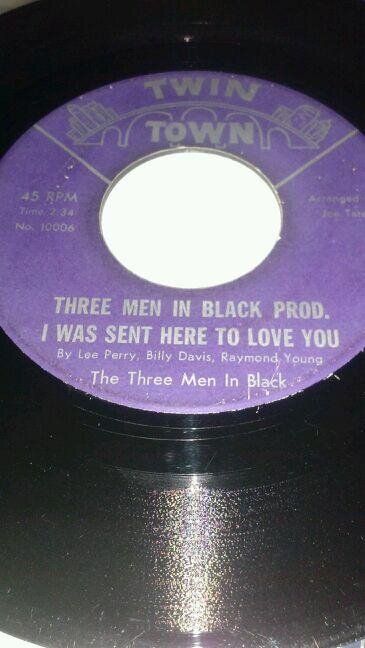 TWIN
TOWN
45 RPM
Time 2:34
No. 10006
Arranged
Joe Tate
THREE MEN IN BLACK PROD.
I WAS SENT HERE TO LOVE YOU
By Lee Perry, Billy Davis, Raymond Young
The Three Men In Black